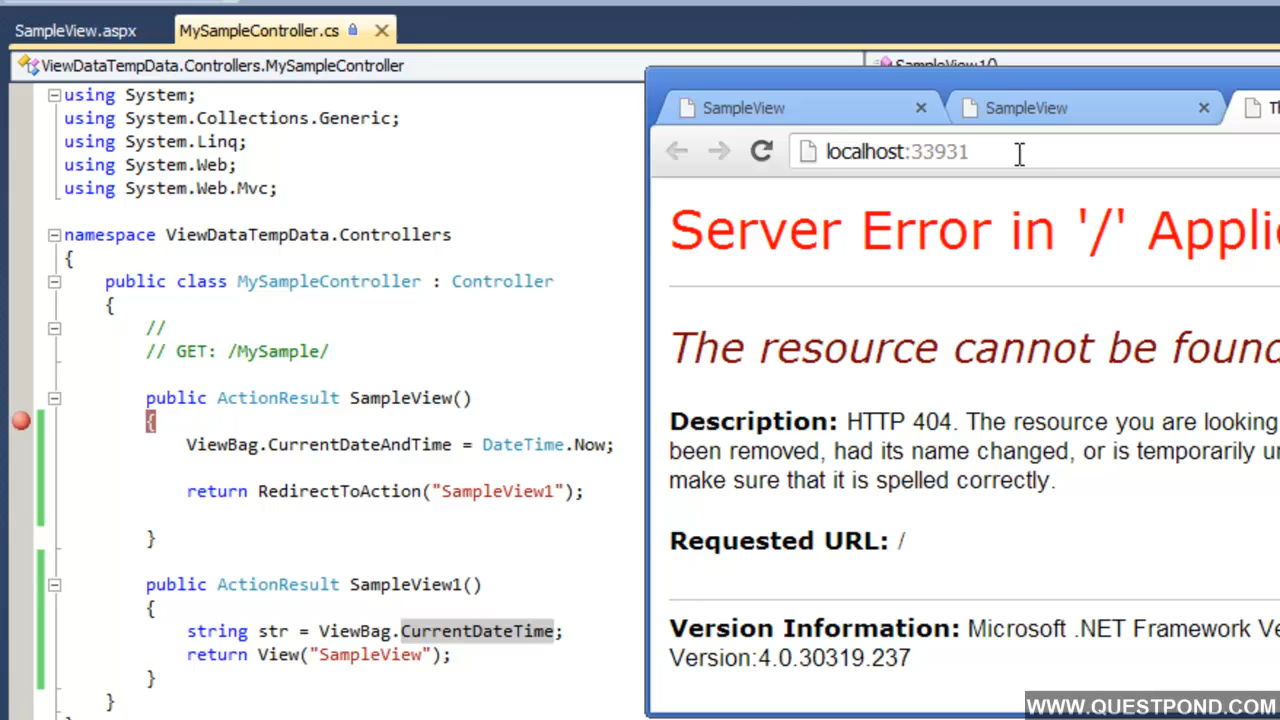 SampleView.aspx
MySampleController.cs
ViewDataTempData.Controllers.MySampleController
SampleView1()
using System;
using System.Collections.Generic;
using System.Linq;
using System.Web;
using System.Web.Mvc;
namespace ViewDataTempData.Controllers
{
public class MySampleController : Controller
{
//
// GET: /MySample/
public ActionResult SampleView()
{
ViewBag.CurrentDateAndTime = DateTime.Now;
return RedirectToAction("SampleView1");
}
public ActionResult SampleView1()
{
string str = ViewBag.CurrentDateTime;
return View("SampleView");
}
}
SampleView
SampleView
localhost:33931
Server Error in '/'
The resource cannot be
Description: HTTP 404. The resource you are looking
been removed, had its name changed, or is temporarily
make sure that it is spelled correctly.
Requested URL: /
Version Information: Microsoft .NET Framework
Version:4.0.30319.237
WWW.QUESTPOND.COM